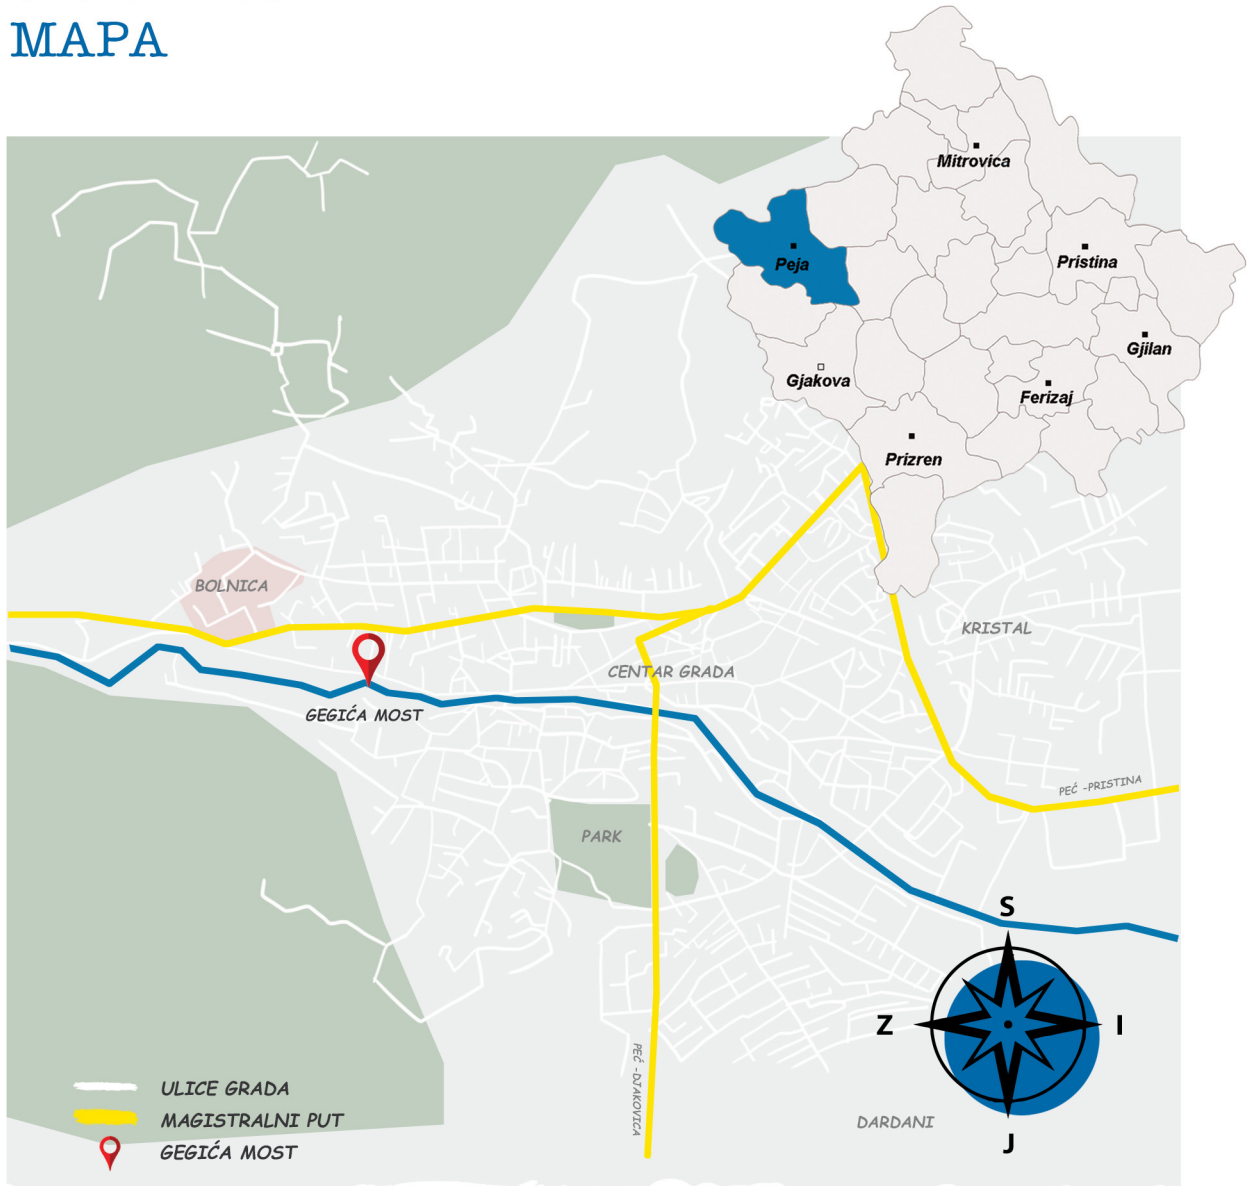 MAPA
Mitrovica
Peja
Pristina
Gjilan
Gjakova
Ferizaj
Prizren
BOLNICA
KRISTAL
CENTAR GRADA
GEGIĆA MOST
PEĆ -PRISTINA
PARK
S
Z
I
J
PEĆ -DJAKOVICA
DARDANI
ULICE GRADA
MAGISTRALNI PUT
GEGIĆA MOST